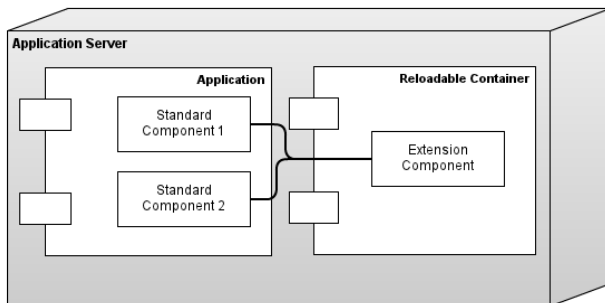 Application Server
Application
Standard
Component 1
Standard
Component 2
Reloadable Container
Extension
Component